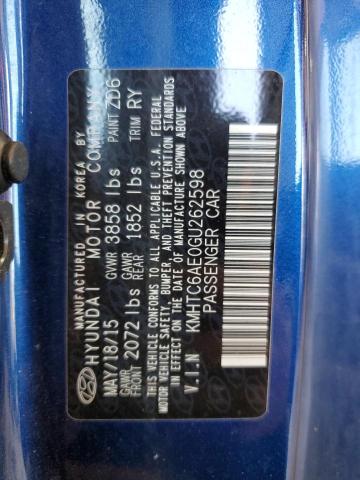 MANUFACTURED IN KOREA BY
HYUNDAI MOTOR COMPANY
MAY/18/15 GVWR 3858 lbs PAINT ZD6
GAWR FRONT 2072 lbs GAWR REAR 1852 lbs TRIM RY
THIS VEHICLE CONFORMS TO ALL APPLICABLE U.S.A. FEDERAL
MOTOR VEHICLE SAFETY, BUMPER, AND THEFT PREVENTION STANDARDS
IN EFFECT ON THE DATE OF MANUFACTURE SHOWN ABOVE
V.I.N KMHTC6AE0GU262598
PASSENGER CAR